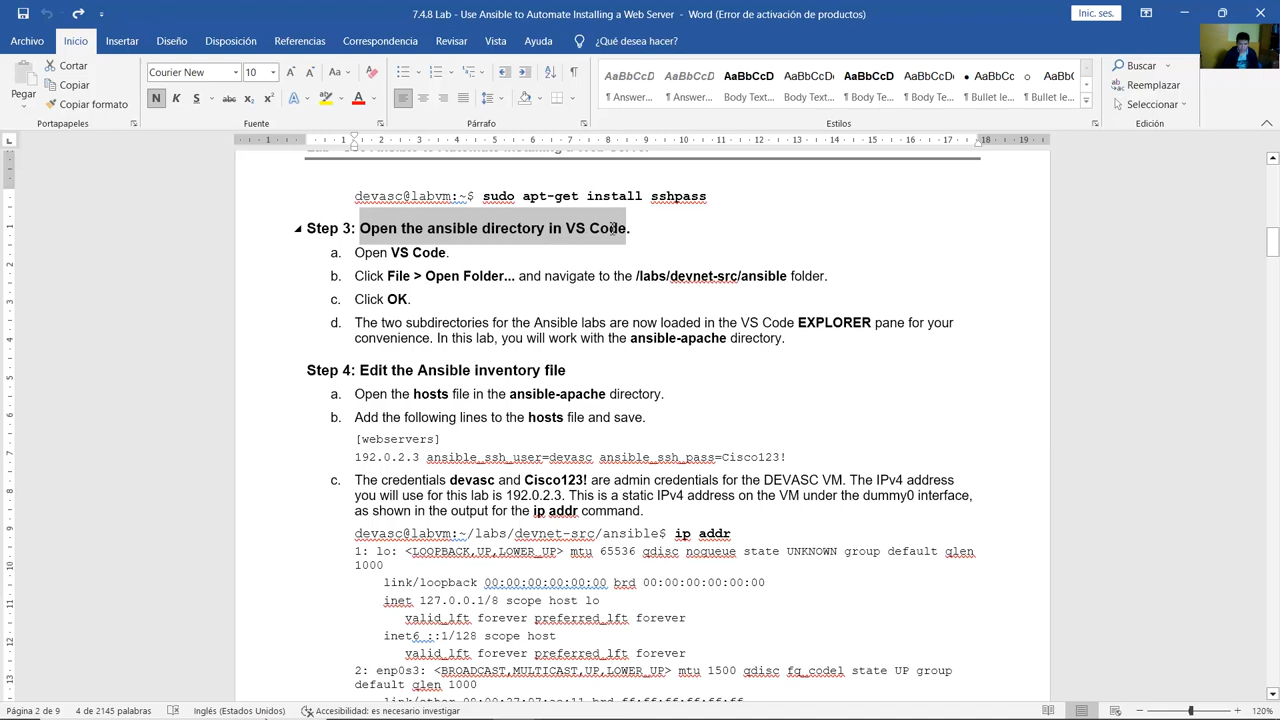 7.4.8 Lab - Use Ansible to Automate Installing a Web Server - Word (Error de activación de productos)
Inic. ses.
Archivo Inicio Insertar Diseño Disposición Referencias Correspondencia Revisar Vista Ayuda ¿Qué desea hacer?
Pegar
Cortar
Copiar
Copiar formato
Courier New 10
N K S abc x₂ x²
Portapapeles Fuente Párrafo Estilos Edición
AaBbCcD AaBbCcD AaBbCcD AaBbCcDı AaBbCcD AaBbCcDı • AaBbCc ○ AaBb
¶ Answer... ¶ Answer... Body Text... Body Text... Body Text... ¶ Body Te... ¶ Bullet le... ¶ Bullet
Buscar
Reemplazar
Seleccionar
devasc@labvm:~$ sudo apt-get install sshpass
Step 3: Open the ansible directory in VS Code.
a. Open VS Code.
b. Click File > Open Folder... and navigate to the /labs/devnet-src/ansible folder.
c. Click OK.
d. The two subdirectories for the Ansible labs are now loaded in the VS Code EXPLORER pane for your
convenience. In this lab, you will work with the ansible-apache directory.
Step 4: Edit the Ansible inventory file
a. Open the hosts file in the ansible-apache directory.
b. Add the following lines to the hosts file and save.
[webservers]
192.0.2.3 ansible_ssh_user=devasc ansible_ssh_pass=Cisco123!
c. The credentials devasc and Cisco123! are admin credentials for the DEVASC VM. The IPv4 address
you will use for this lab is 192.0.2.3. This is a static IPv4 address on the VM under the dummy0 interface,
as shown in the output for the ip addr command.
devasc@labvm:~/labs/devnet-src/ansible$ ip addr
1: lo: <LOOPBACK,UP,LOWER_UP> mtu 65536 qdisc noqueue state UNKNOWN group default qlen
1000
link/loopback 00:00:00:00:00:00 brd 00:00:00:00:00:00
inet 127.0.0.1/8 scope host lo
valid_lft forever preferred_lft forever
inet6 ::1/128 scope host
valid_lft forever preferred_lft forever
2: enp0s3: <BROADCAST,MULTICAST,UP,LOWER_UP> mtu 1500 qdisc fq_codel state UP group
default qlen 1000
Página 2 de 9 4 de 2145 palabras Inglés (Estados Unidos) Accesibilidad: es necesario investigar 120%